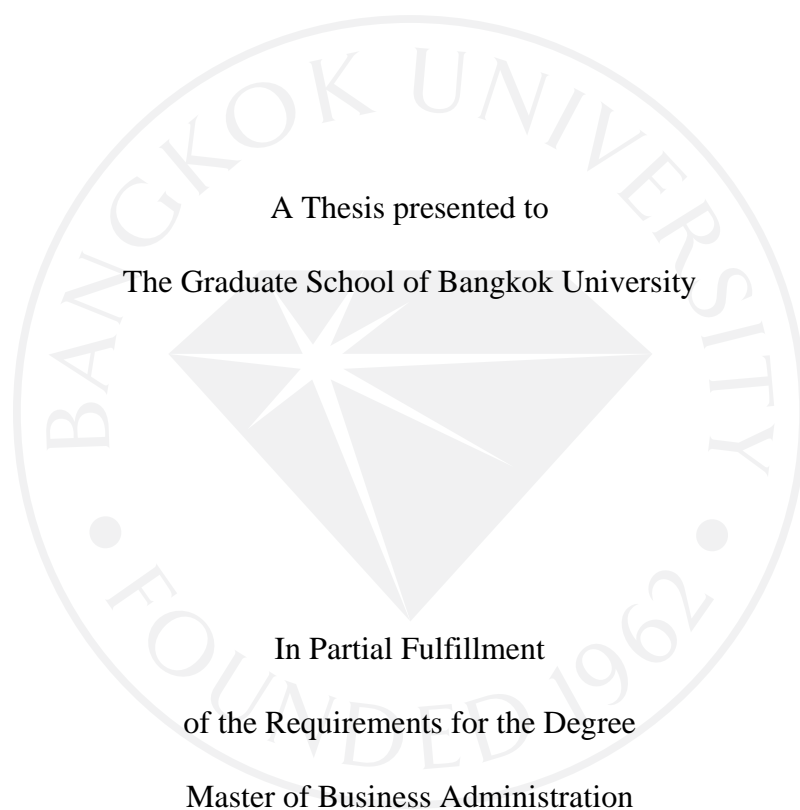 BANGKOK UNIVERSITY
A Thesis presented to
The Graduate School of Bangkok University
In Partial Fulfillment
of the Requirements for the Degree
Master of Business Administration
• FOUNDED 1962 •